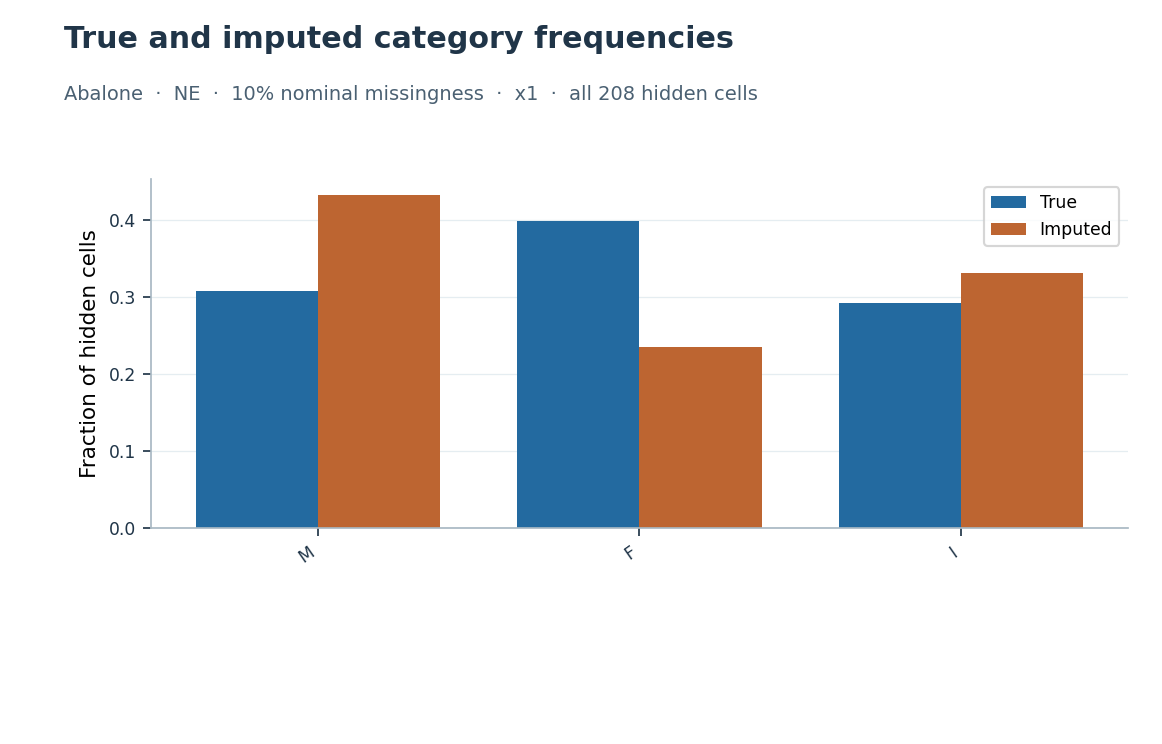 True and imputed category frequencies
Abalone · NE · 10% nominal missingness · x1 · all 208 hidden cells
Fraction of hidden cells
0.4
0.3
0.2
0.1
0.0
True
Imputed
M
F
I